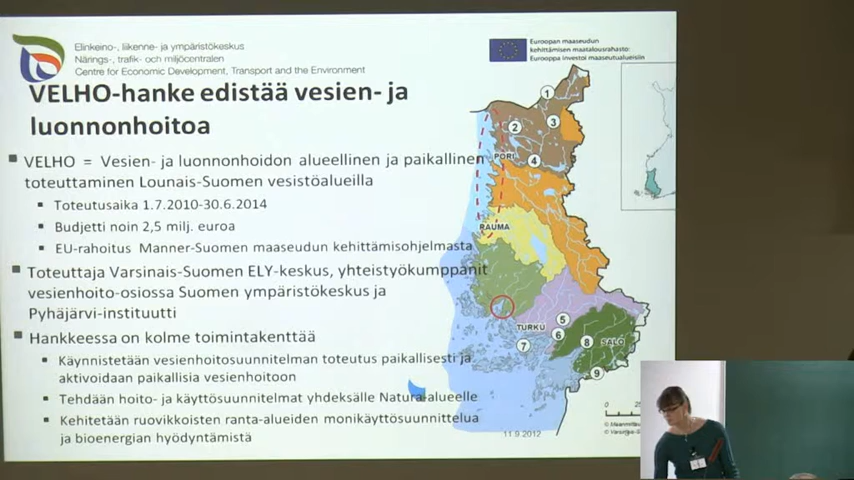 Elinkeino-, liikenne- ja ympäristökeskus
Närings-, trafik- och miljöcentralen
Centre for Economic Development, Transport and the Environment
Euroopan maaseudun
kehittämisen maatalousrahasto:
Eurooppa investoi maaseutualueisiin
VELHO-hanke edistää vesien- ja
luonnonhoitoa
VELHO = Vesien- ja luonnonhoidon alueellinen ja paikallinen
toteuttaminen Lounais-Suomen vesistöalueilla
Toteutusaika 1.7.2010-30.6.2014
Budjetti noin 2,5 milj. euroa
EU-rahoitus Manner-Suomen maaseudun kehittämisohjelmasta
Toteuttaja Varsinais-Suomen ELY-keskus, yhteistyökumppanit
vesienhoito-osiossa Suomen ympäristökeskus ja
Pyhäjärvi-instituutti
Hankkeessa on kolme toimintakenttää
Käynnistetään vesienhoitosuunnitelman toteutus paikallisesti ja
aktivoidaan paikallisia vesienhoitoon
Tehdään hoito- ja käyttösuunnitelmat yhdeksälle Natura-alueelle
Kehitetään ruovikkoisten ranta-alueiden monikäyttösuunnittelua
ja bioenergian hyödyntämistä
1
2
3
PORI
4
RAUMA
5
TURKU
6
7
8
SALO
9
0
11.9.2012